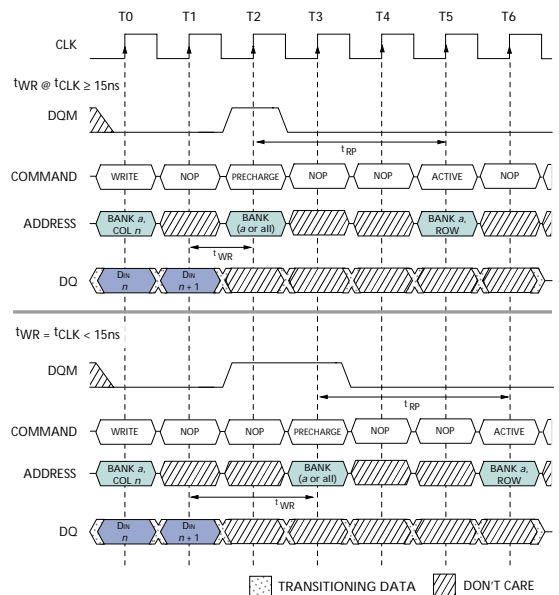 T0 T1 T2 T3 T4 T5 T6
CLK
tWR @ tCLK ≥ 15ns
DQM
tRP
COMMAND WRITE NOP PRECHARGE NOP NOP ACTIVE NOP
ADDRESS BANK a, COL n BANK (a or all) BANK a, ROW
tWR
DQ DIN n DIN n + 1
tWR = tCLK < 15ns
DQM
tRP
COMMAND WRITE NOP NOP PRECHARGE NOP NOP ACTIVE
ADDRESS BANK a, COL n BANK (a or all) BANK a, ROW
tWR
DQ DIN n DIN n + 1
TRANSITIONING DATA DON'T CARE